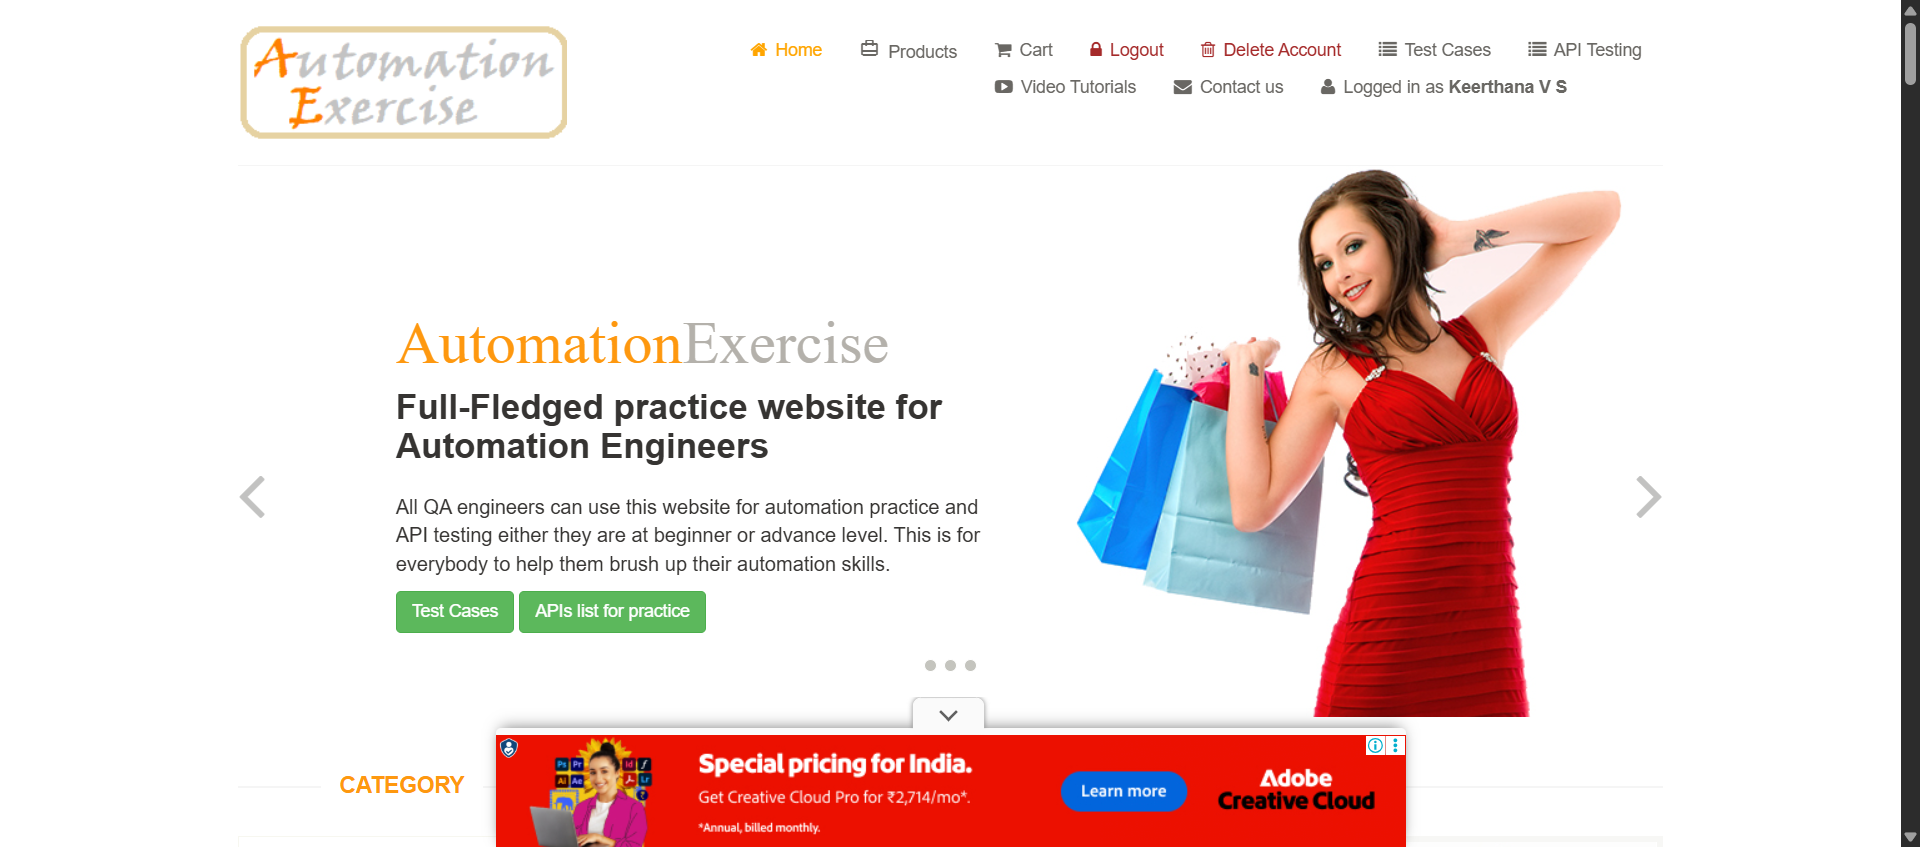 Automation
Exercise
Home
Products
Cart
Logout
Delete Account
Test Cases
API Testing
Video Tutorials
Contact us
Logged in as Keerthana V S
AutomationExercise
Full-Fledged practice website for
Automation Engineers
All QA engineers can use this website for automation practice and
API testing either they are at beginner or advance level. This is for
everybody to help them brush up their automation skills.
Test Cases
APIs list for practice
CATEGORY
Ps Pr Id f
Ai Ae Lr
Special pricing for India.
Get Creative Cloud Pro for ₹2,714/mo*.
*Annual, billed monthly.
Learn more
Adobe
Creative Cloud